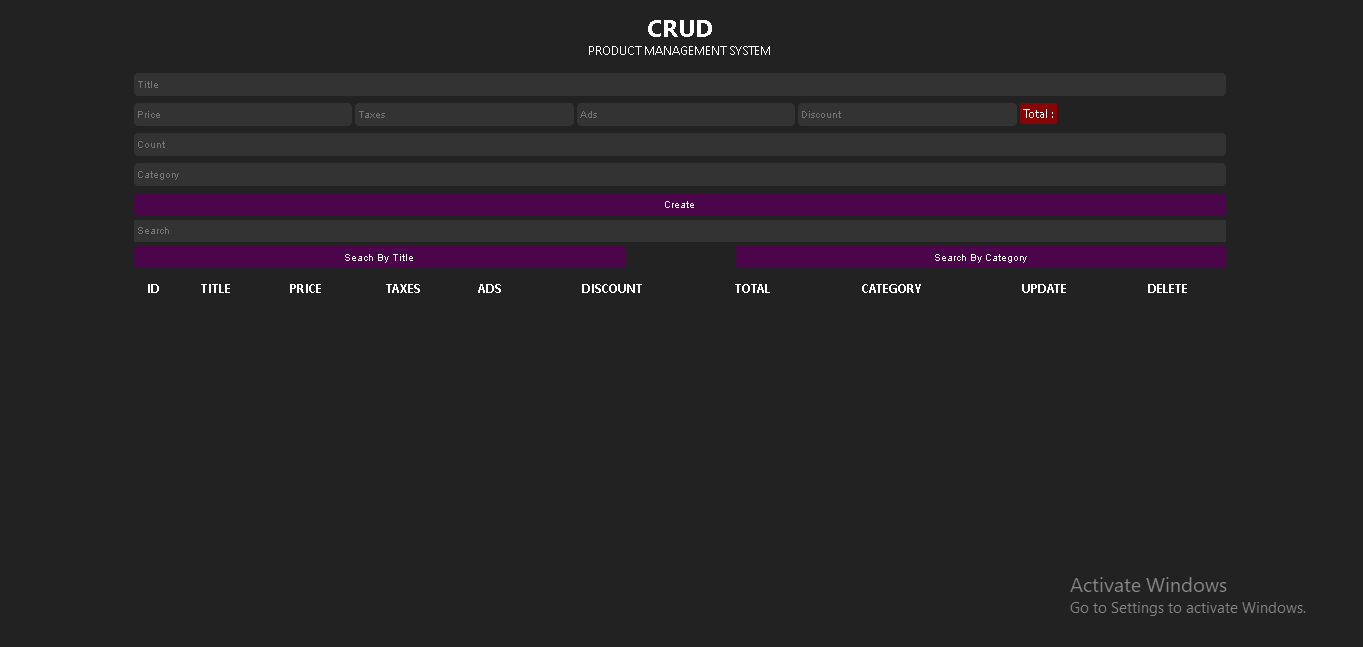 CRUD
PRODUCT MANAGEMENT SYSTEM
Title
Price Taxes Ads Discount Total :
Count
Category
Create
Search
Seach By Title Search By Category
ID TITLE PRICE TAXES ADS DISCOUNT TOTAL CATEGORY UPDATE DELETE
Activate Windows
Go to Settings to activate Windows.